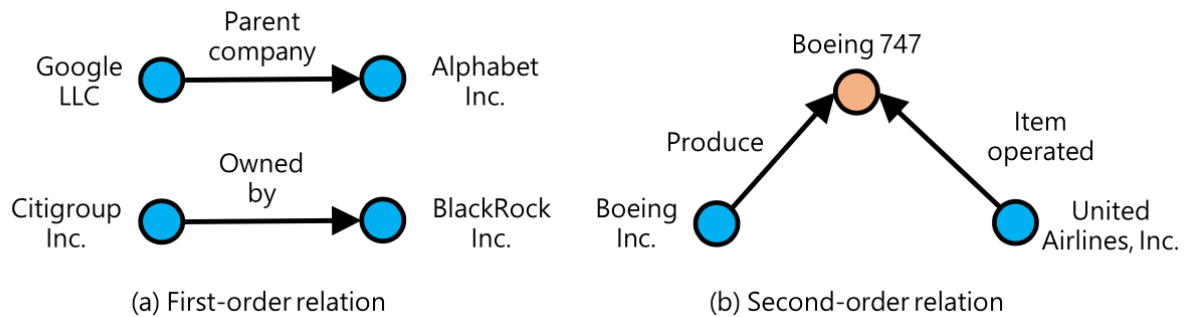 Parent
company
Google
LLC
Alphabet
Inc.
Owned
by
Citigroup
Inc.
BlackRock
Inc.
(a) First-order relation
Boeing 747
Produce
Item
operated
Boeing
Inc.
United
Airlines, Inc.
(b) Second-order relation